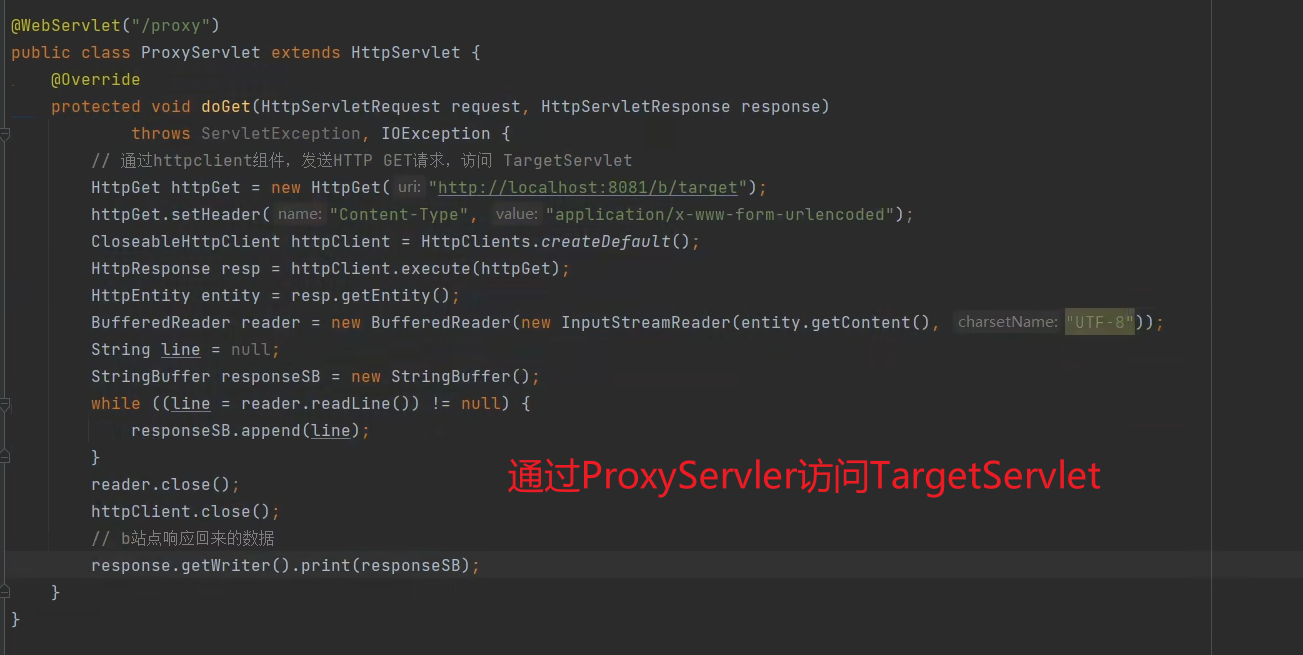 @WebServlet("/proxy")
public class ProxyServlet extends HttpServlet {
@Override
protected void doGet(HttpServletRequest request, HttpServletResponse response)
throws ServletException, IOException {
// 通过httpclient组件，发送HTTP GET请求，访问 TargetServlet
HttpGet httpGet = new HttpGet( uri: "http://localhost:8081/b/target");
httpGet.setHeader( name: "Content-Type", value: "application/x-www-form-urlencoded");
CloseableHttpClient httpClient = HttpClients.createDefault();
HttpResponse resp = httpClient.execute(httpGet);
HttpEntity entity = resp.getEntity();
BufferedReader reader = new BufferedReader(new InputStreamReader(entity.getContent(), charsetName: "UTF-8"));
String line = null;
StringBuffer responseSB = new StringBuffer();
while ((line = reader.readLine()) != null) {
responseSB.append(line);
}
通过ProxyServler访问TargetServlet
reader.close();
httpClient.close();
// b站点响应回来的数据
response.getWriter().print(responseSB);
}
}